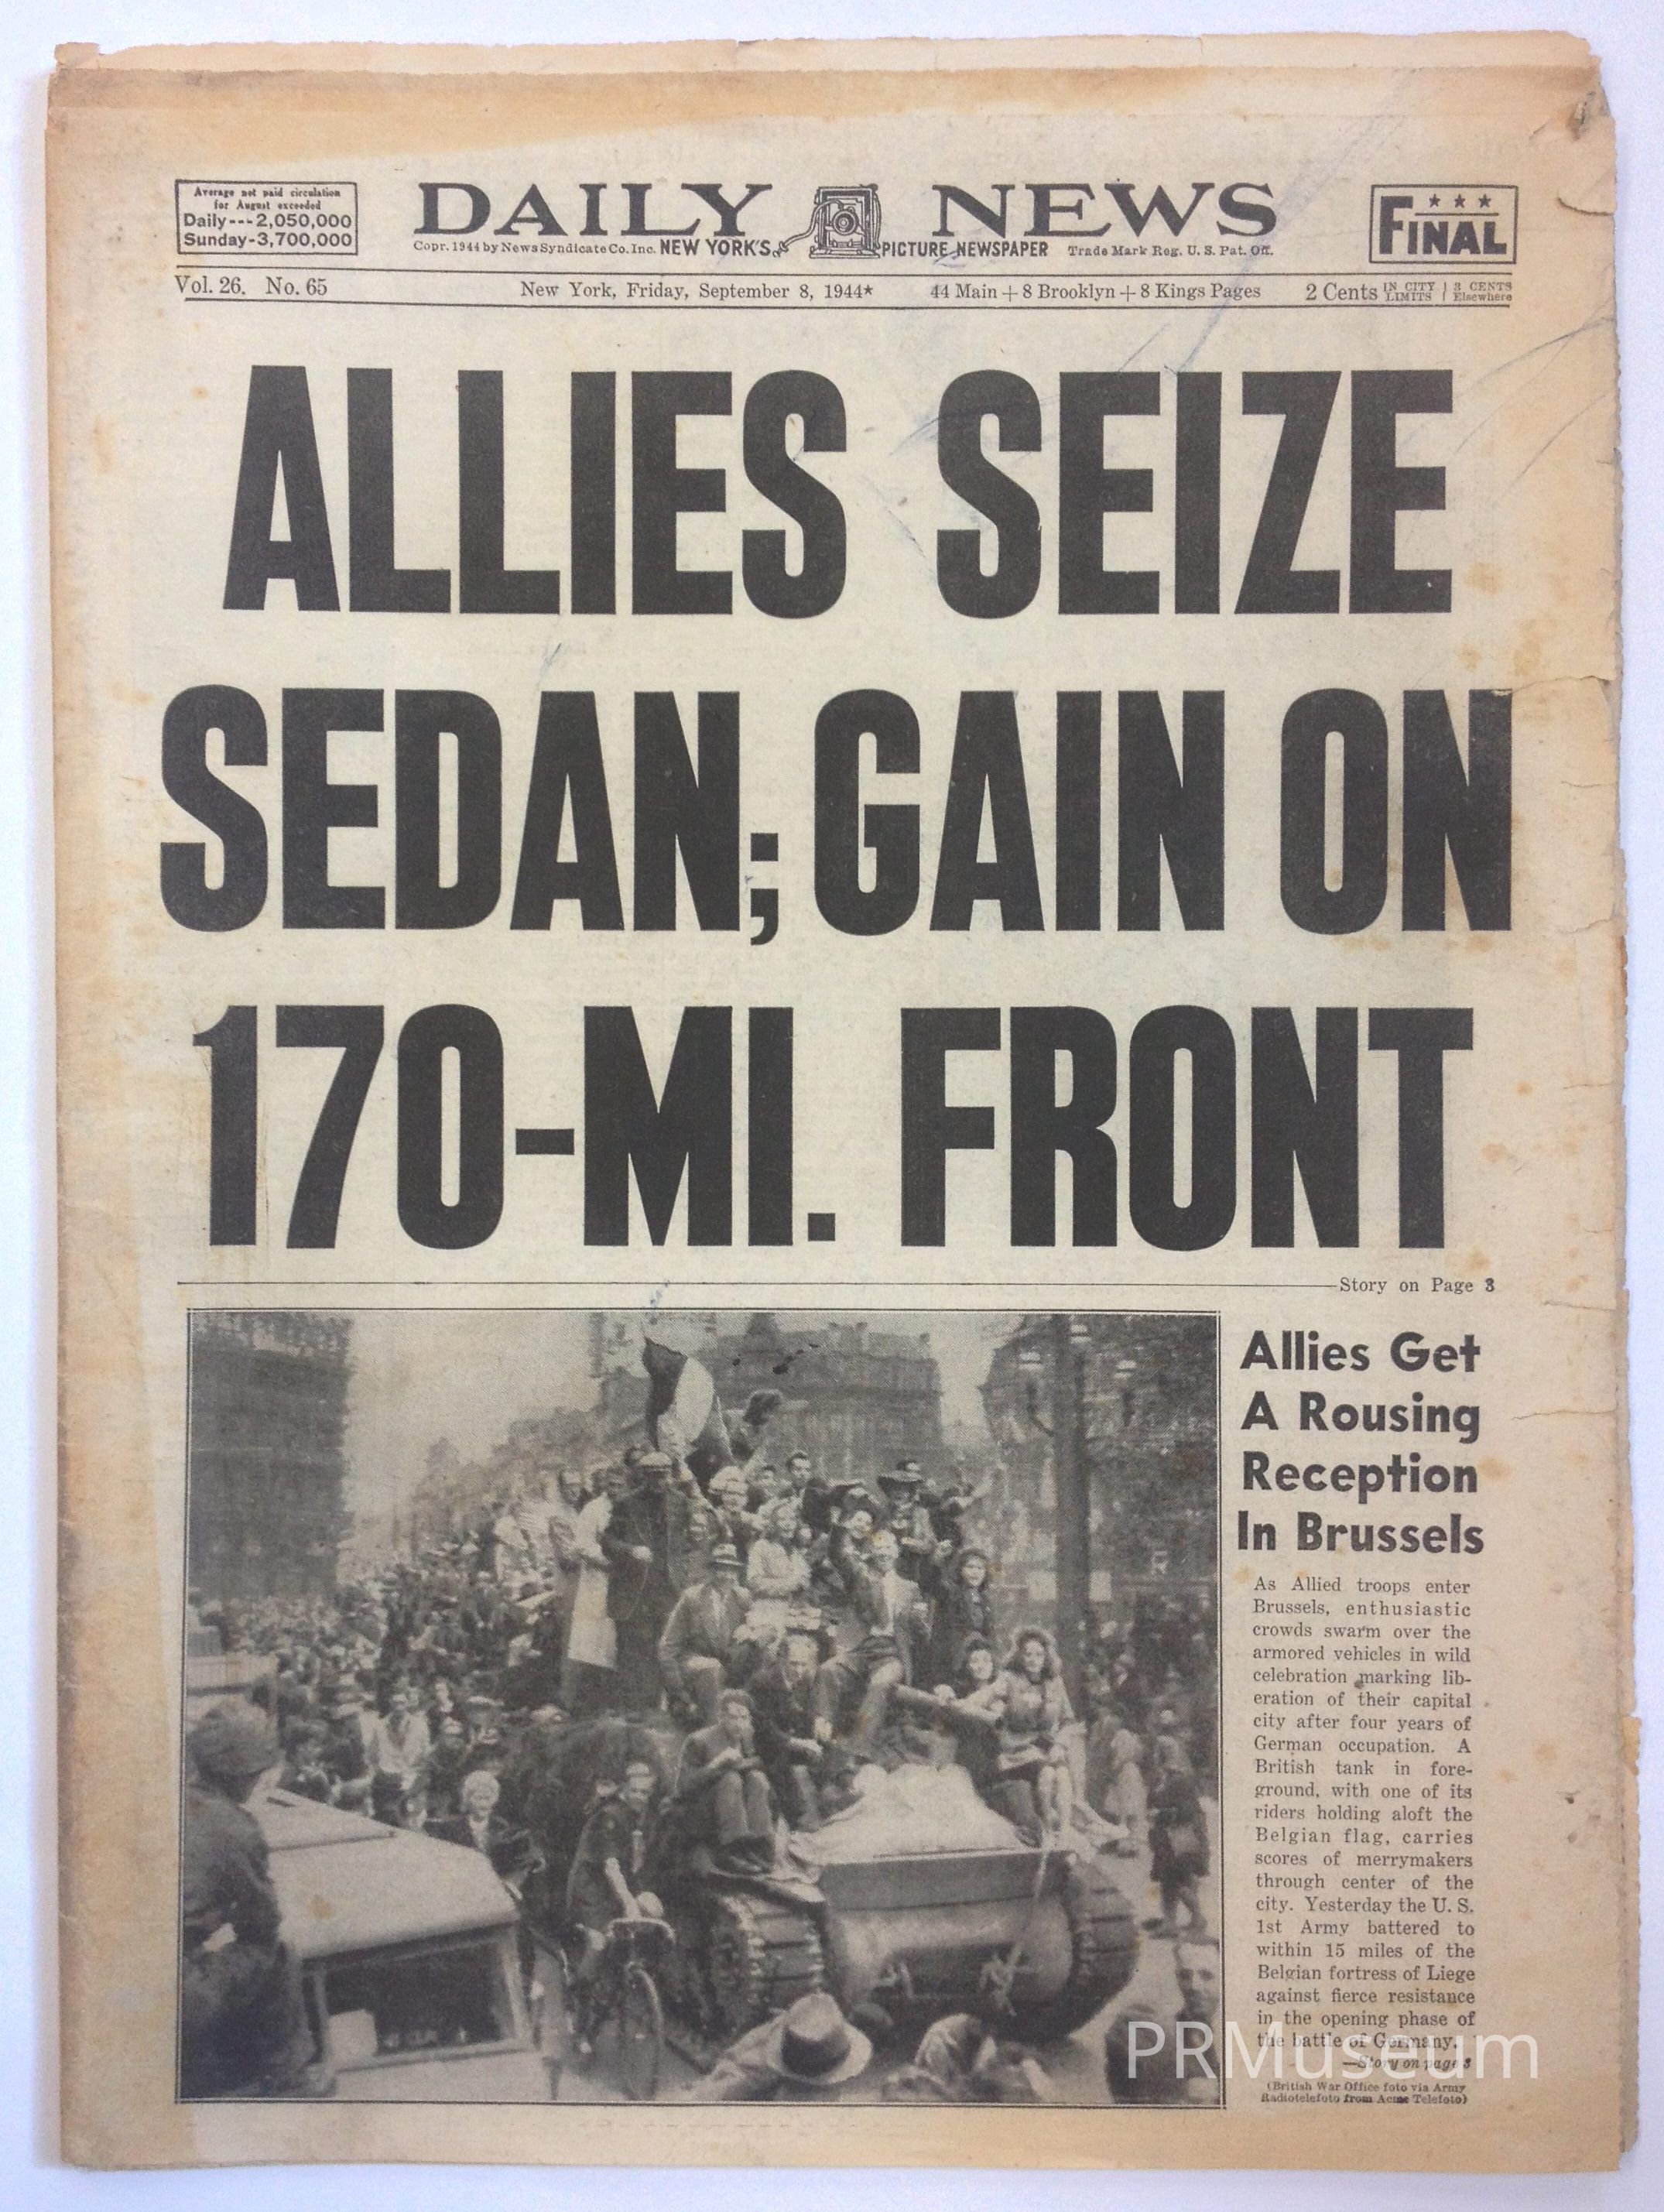 Average net paid circulation
for August exceeded
Daily---2,050,000
Sunday-3,700,000
DAILY NEWS
Copr. 1944 by News Syndicate Co. Inc. NEW YORK'S PICTURE NEWSPAPER Trade Mark Reg. U. S. Pat. Off.
★ ★ ★
FINAL
Vol. 26. No. 65 New York, Friday, September 8, 1944★ 44 Main + 8 Brooklyn + 8 Kings Pages 2 Cents IN CITY LIMITS | 3 CENTS Elsewhere
ALLIES SEIZE
SEDAN; GAIN ON
170-MI. FRONT
Story on Page 3
Allies Get
A Rousing
Reception
In Brussels
As Allied troops enter
Brussels, enthusiastic
crowds swarm over the
armored vehicles in wild
celebration marking lib-
eration of their capital
city after four years of
German occupation. A
British tank in fore-
ground, with one of its
riders holding aloft the
Belgian flag, carries
scores of merrymakers
through center of the
city. Yesterday the U. S.
1st Army battered to
within 15 miles of the
Belgian fortress of Liege
against fierce resistance
in the opening phase of
the battle of Germany.
—Story on page 3
(British War Office foto via Army
Radiotelefoto from Acme Telefoto)
PRMuseum